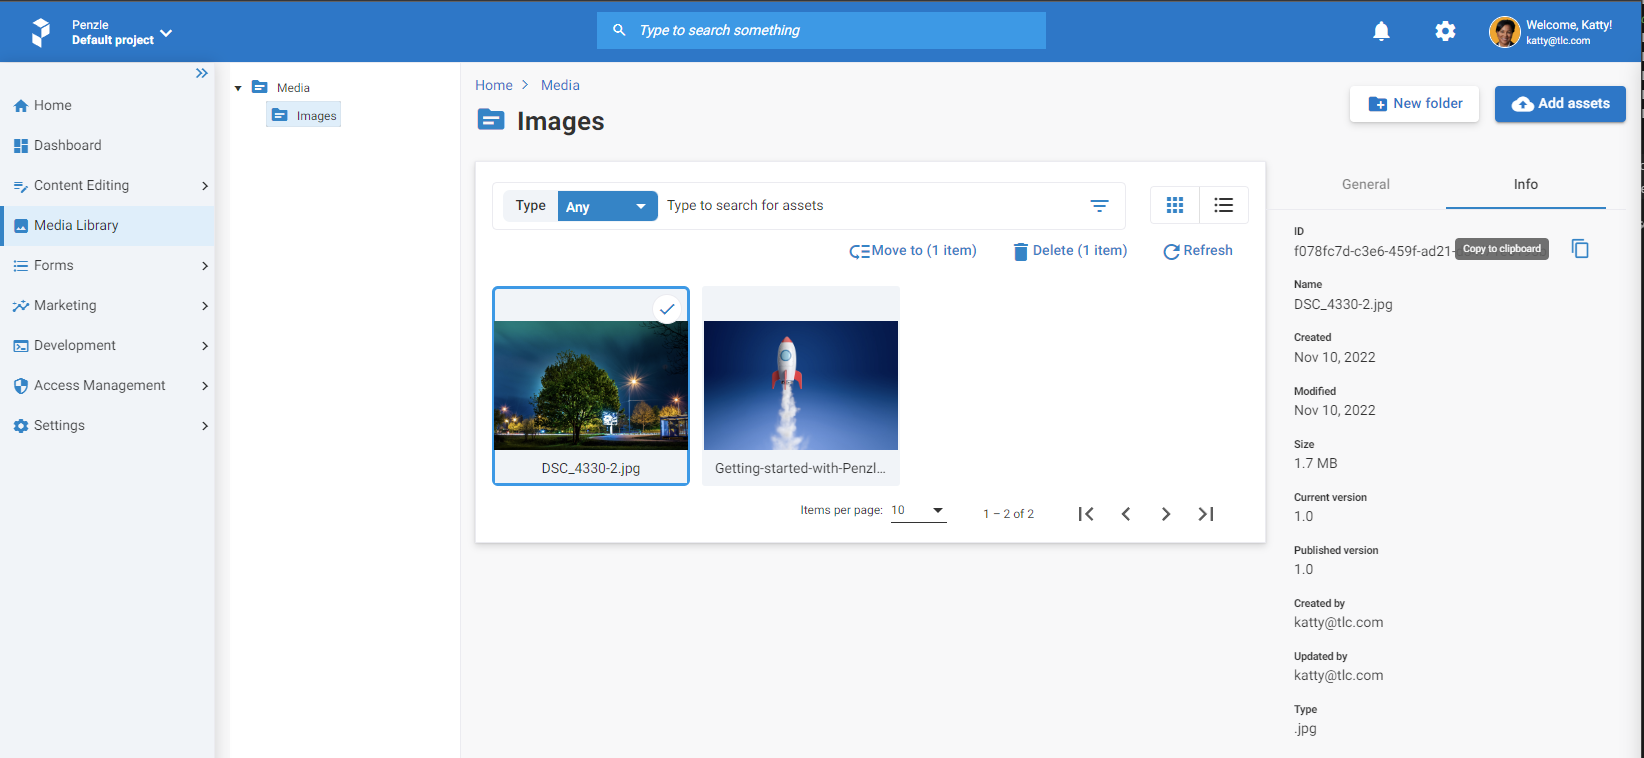 Penzle
Default project
Type to search something
Welcome, Katty!
katty@tlc.com
Home
Dashboard
Content Editing
Media Library
Forms
Marketing
Development
Access Management
Settings
Media
Images
Home > Media
Images
New folder
Add assets
Type Any Type to search for assets
Move to (1 item) Delete (1 item) Refresh
DSC_4330-2.jpg
Getting-started-with-Penzl...
Items per page: 10 1 – 2 of 2
General Info
ID
f078fc7d-c3e6-459f-ad21-
Copy to clipboard
Name
DSC_4330-2.jpg
Created
Nov 10, 2022
Modified
Nov 10, 2022
Size
1.7 MB
Current version
1.0
Published version
1.0
Created by
katty@tlc.com
Updated by
katty@tlc.com
Type
.jpg